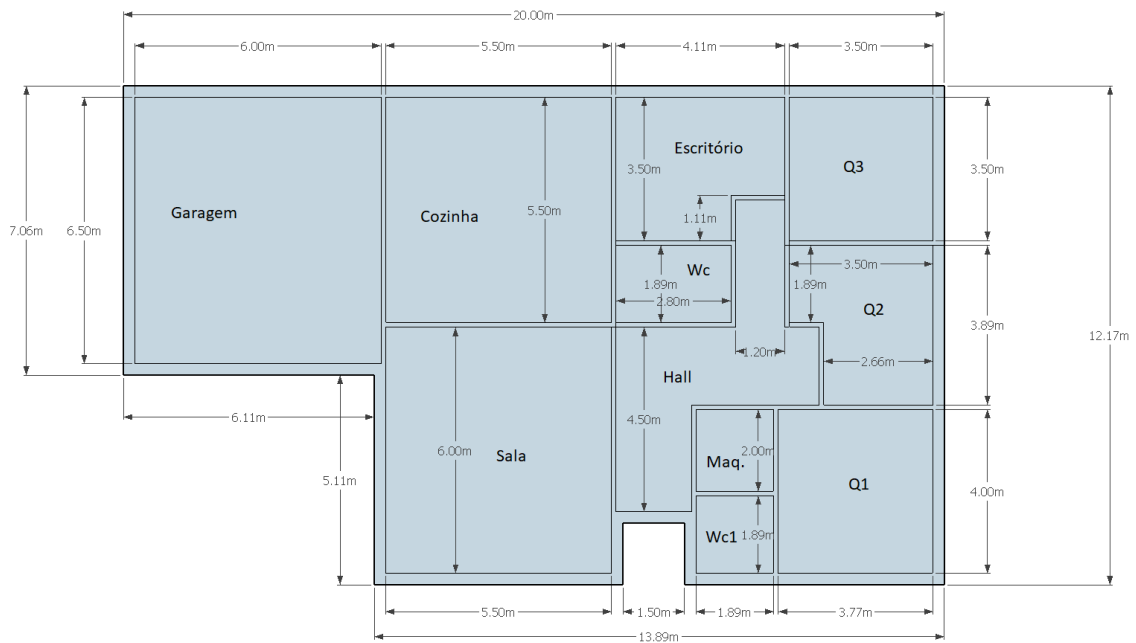 20.00m
6.00m
5.50m
4.11m
3.50m
Escritório
Q3
3.50m
3.50m
Garagem
Cozinha
5.50m
1.11m
7.06m
6.50m
Wc
3.50m
1.89m
1.89m
2.80m
Q2
3.89m
12.17m
1.20m
2.66m
Hall
6.11m
4.50m
Sala
6.00m
Maq.
2.00m
5.11m
Q1
4.00m
Wc1
1.89m
5.50m
1.50m
1.89m
3.77m
13.89m